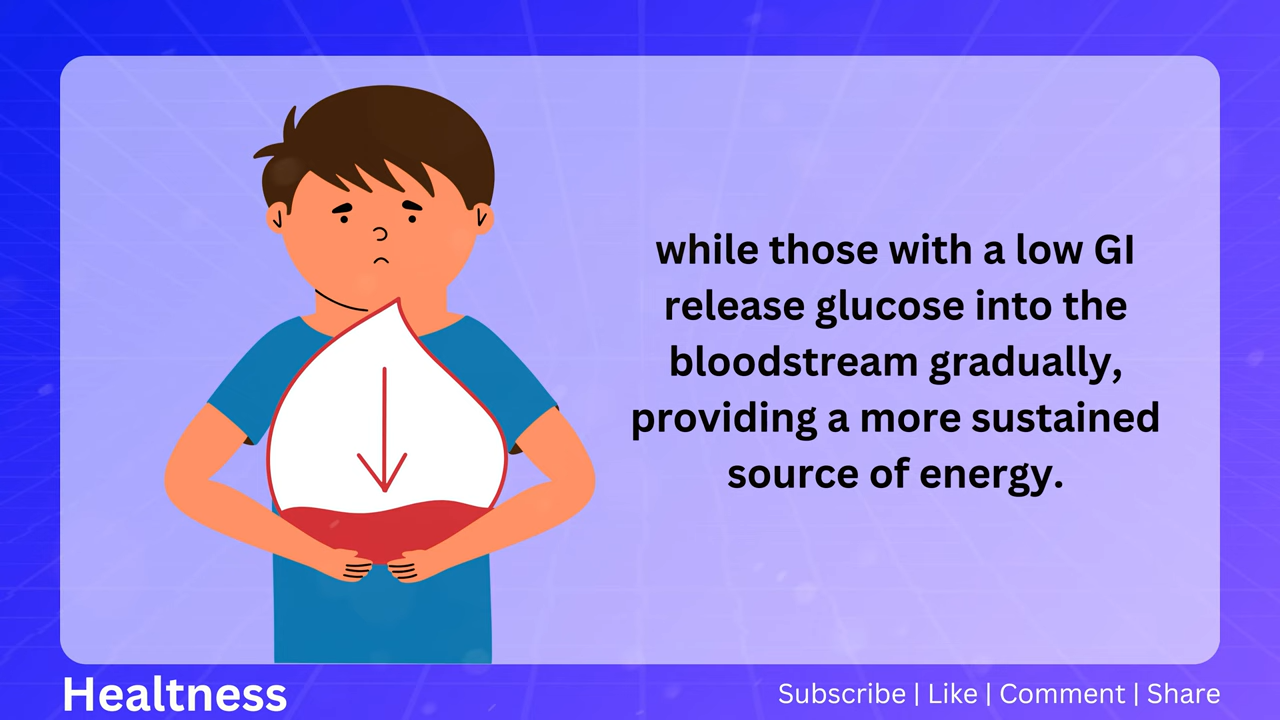 while those with a low GI
release glucose into the
bloodstream gradually,
providing a more sustained
source of energy.
Healtness
Subscribe | Like | Comment | Share